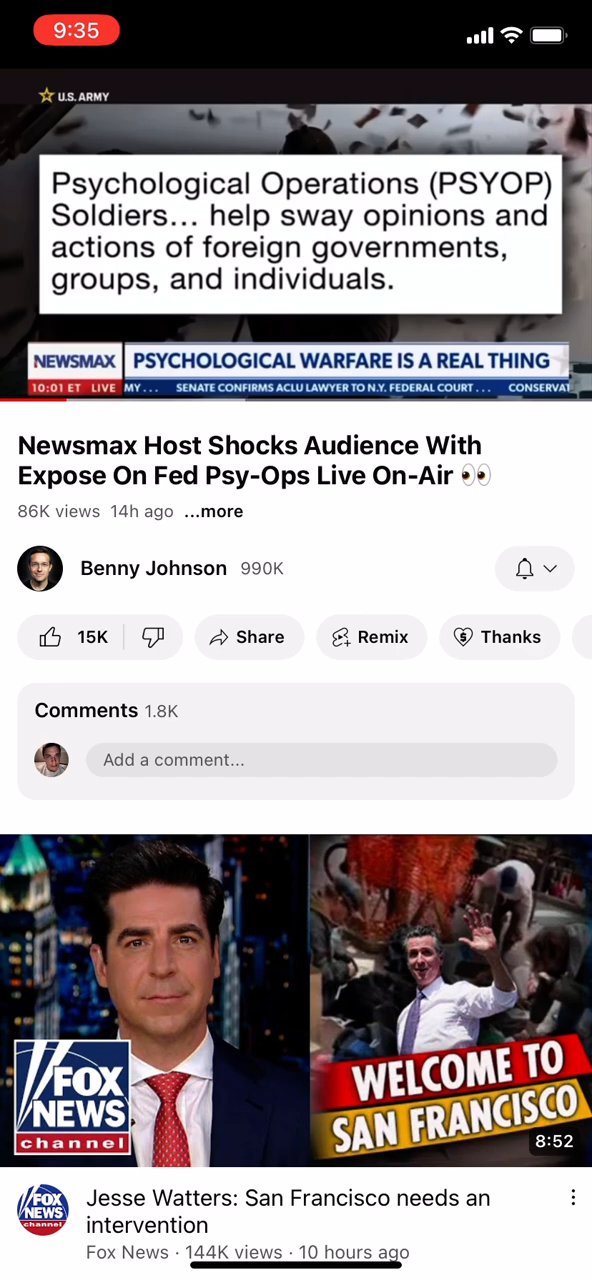 9:35
U.S. ARMY
Psychological Operations (PSYOP)
Soldiers... help sway opinions and
actions of foreign governments,
groups, and individuals.
NEWSMAX
PSYCHOLOGICAL WARFARE IS A REAL THING
10:01 ET LIVE
MY... SENATE CONFIRMS ACLU LAWYER TO N.Y. FEDERAL COURT... CONSERVAT
Newsmax Host Shocks Audience With
Expose On Fed Psy-Ops Live On-Air 👀
86K views 14h ago ...more
Benny Johnson 990K
15K Share Remix Thanks
Comments 1.8K
Add a comment...
FOX
NEWS
channel
WELCOME TO
SAN FRANCISCO
8:52
FOX
NEWS
channel
Jesse Watters: San Francisco needs an
intervention
Fox News · 144K views · 10 hours ago